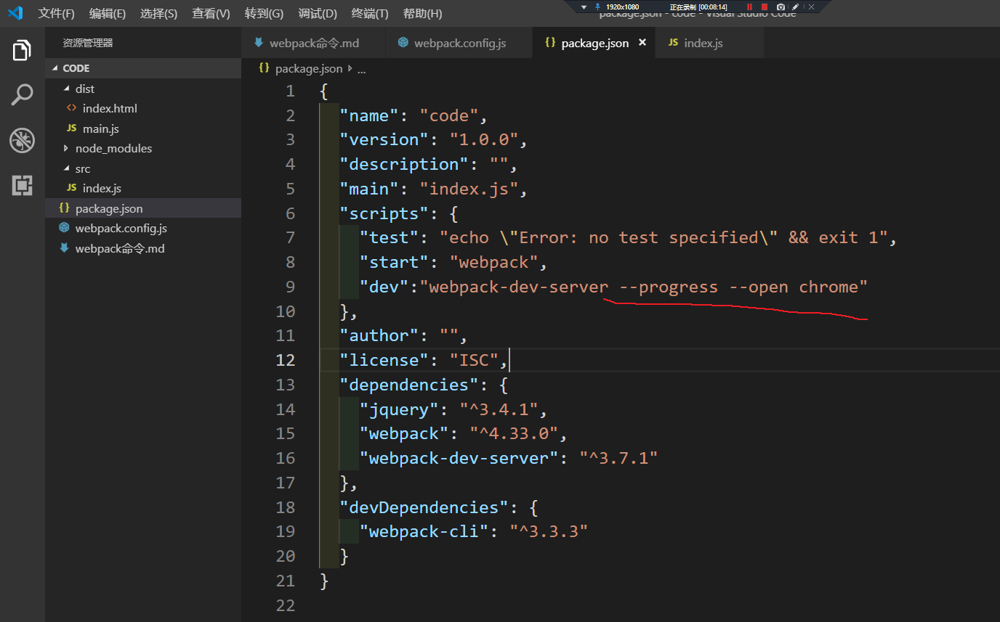 文件(F) 编辑(E) 选择(S) 查看(V) 转到(G) 调试(D) 终端(T) 帮助(H)
1920x1080 正在录制 [00:08:14]
package.json - code - Visual Studio Code
资源管理器
CODE
dist
index.html
JS main.js
node_modules
src
JS index.js
{} package.json
webpack.config.js
webpack命令.md
webpack命令.md webpack.config.js {} package.json × JS index.js
{} package.json ...
1 {
2 "name": "code",
3 "version": "1.0.0",
4 "description": "",
5 "main": "index.js",
6 "scripts": {
7 "test": "echo \"Error: no test specified\" && exit 1",
8 "start": "webpack",
9 "dev":"webpack-dev-server --progress --open chrome"
10 },
11 "author": "",
12 "license": "ISC",
13 "dependencies": {
14 "jquery": "^3.4.1",
15 "webpack": "^4.33.0",
16 "webpack-dev-server": "^3.7.1"
17 },
18 "devDependencies": {
19 "webpack-cli": "^3.3.3"
20 }
21 }
22